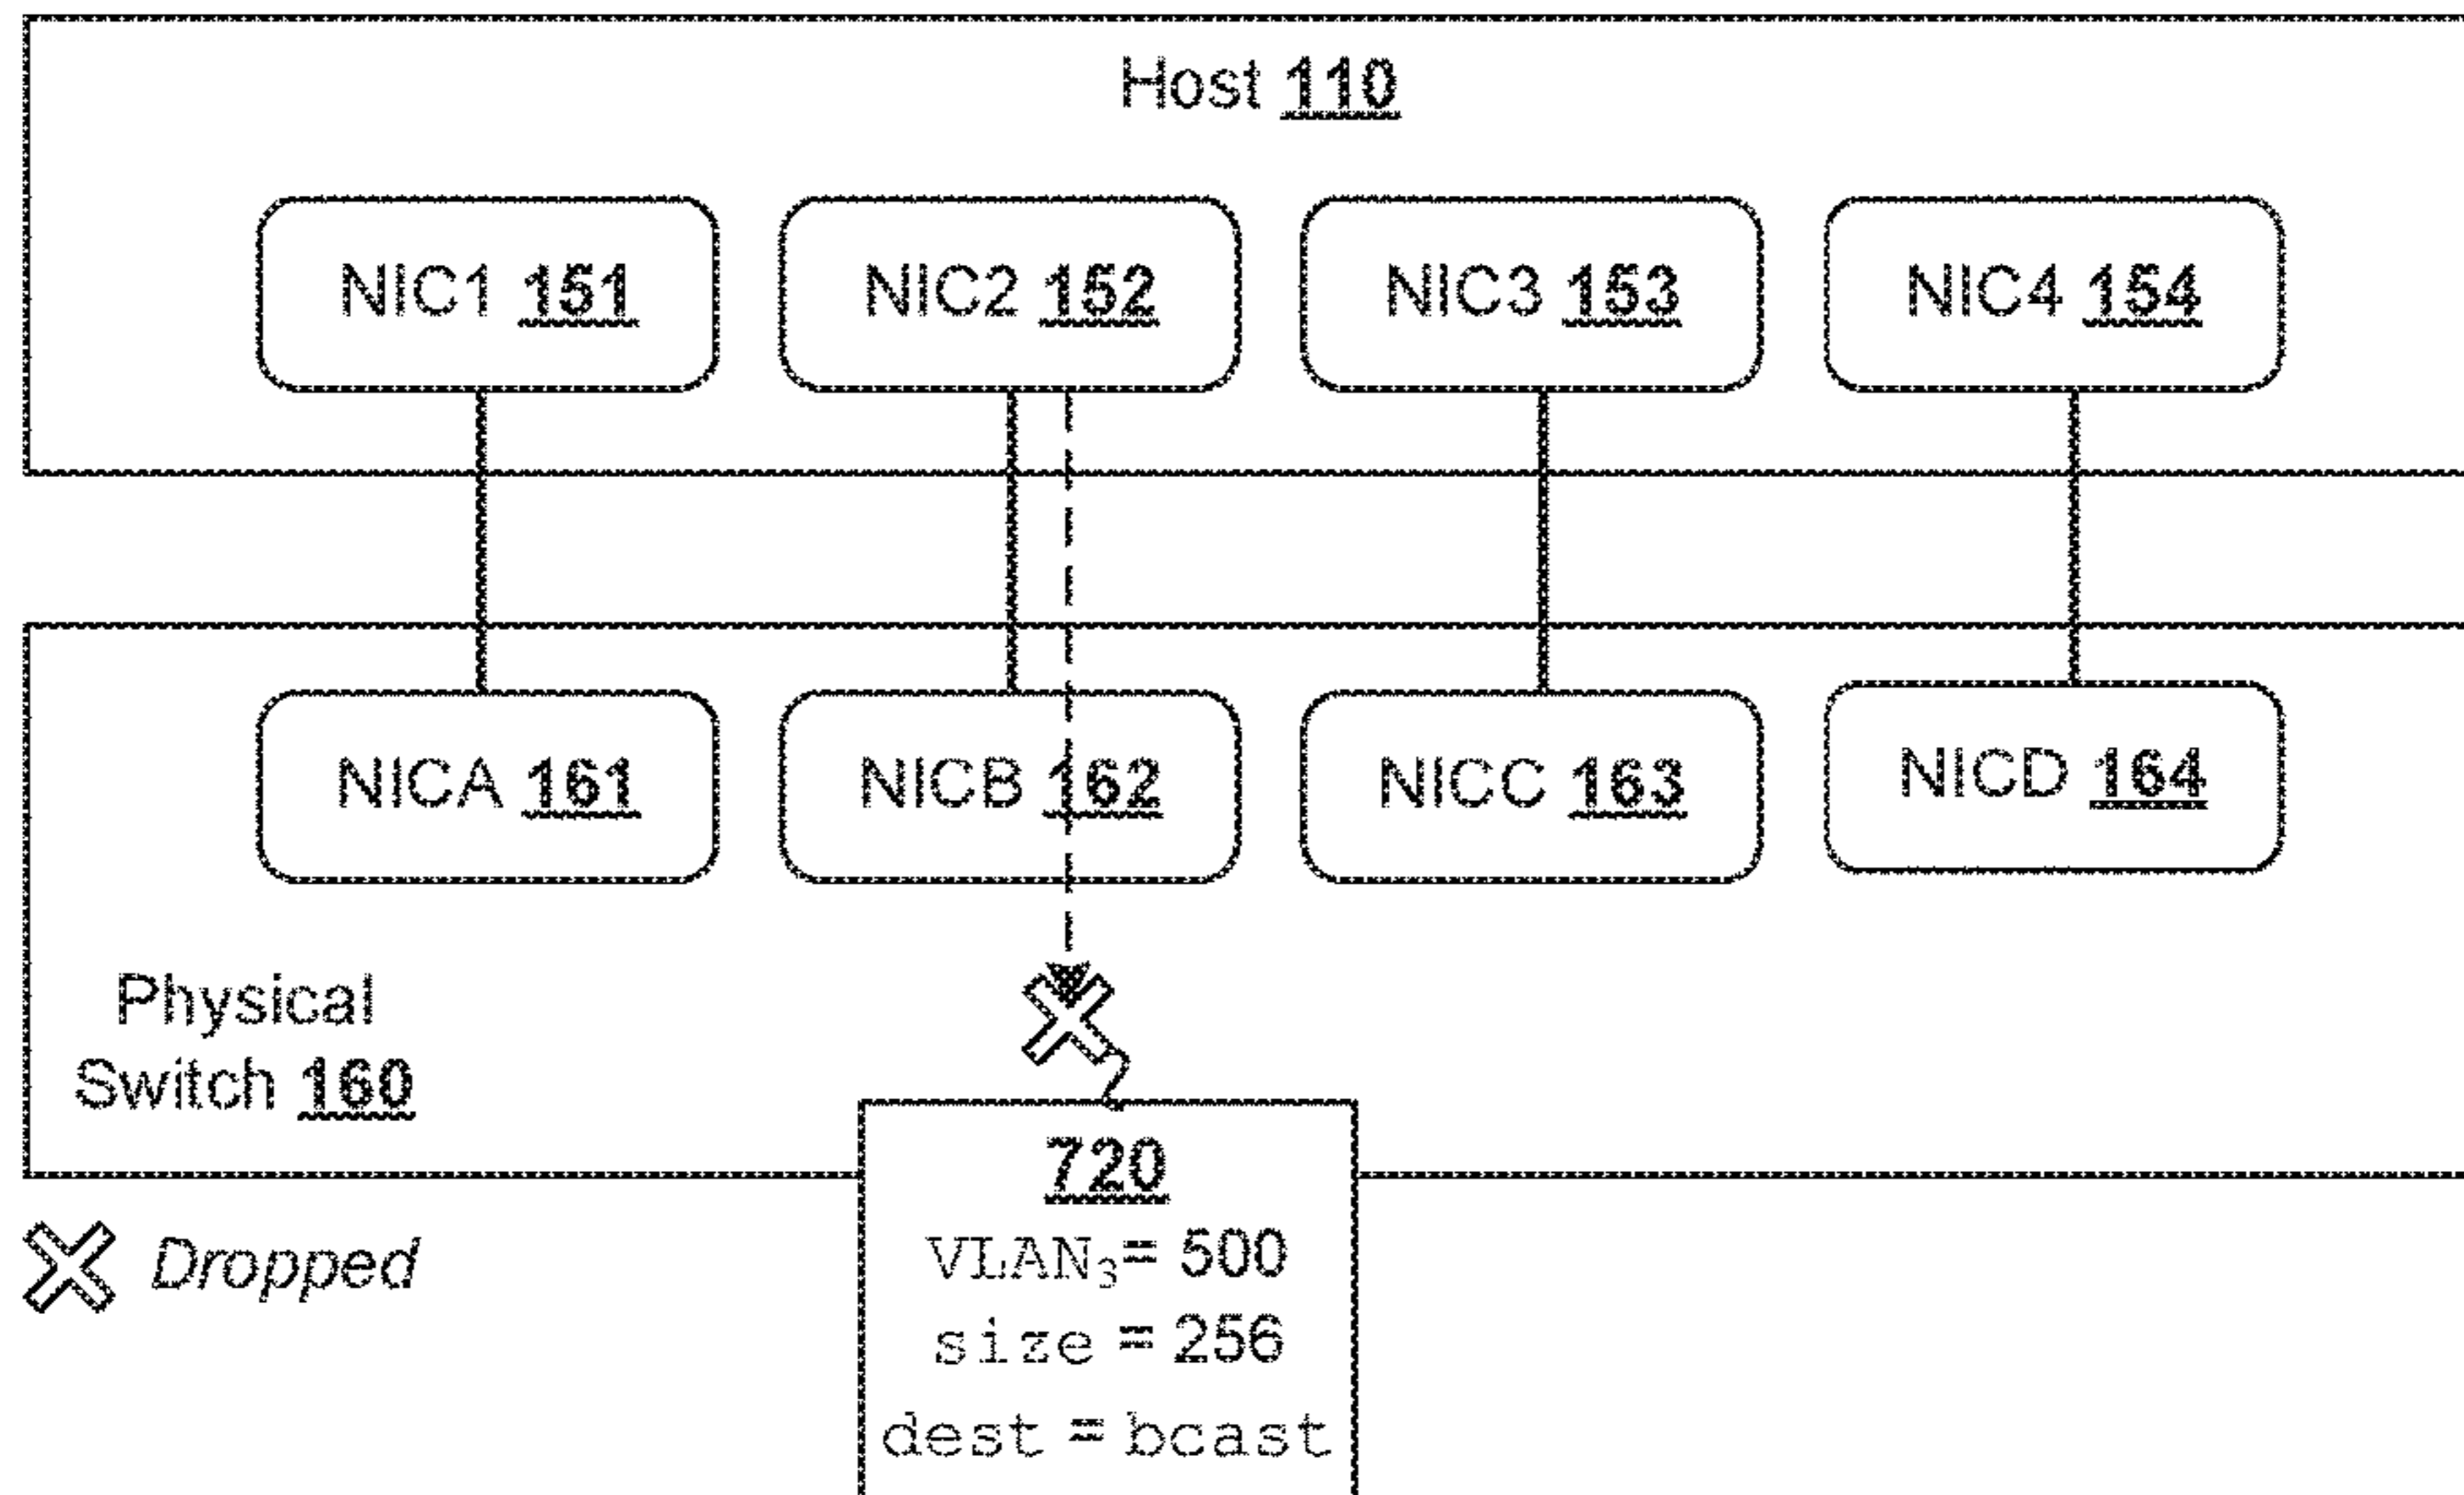 Host 110
NIC1 151
NIC2 152
NIC3 153
NIC4 154
NICA 161
NICB 162
NICC 163
NICD 164
Physical
Switch 160
720
VLAN₃= 500
size = 256
dest = bcast
Dropped